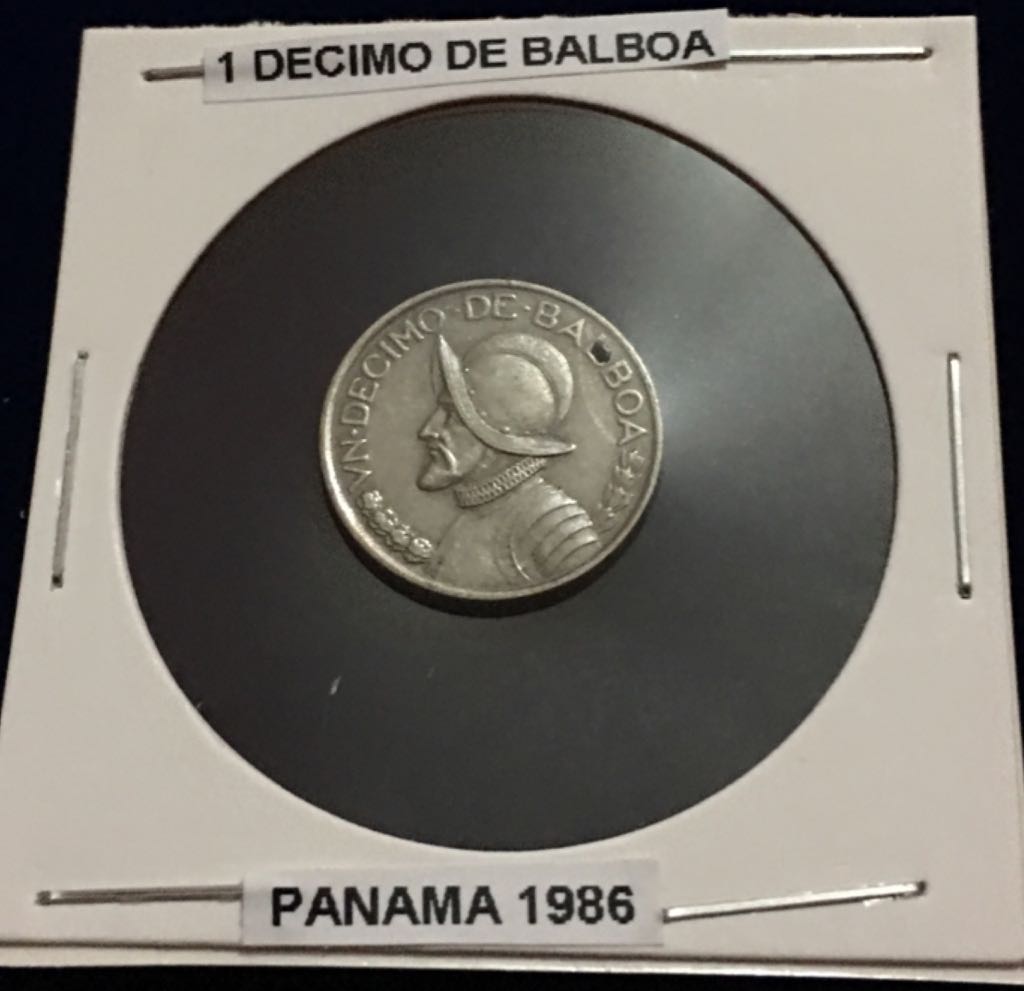 1 DECIMO DE BALBOA
VN·DECIMO·DE·BALBOA
PANAMA 1986